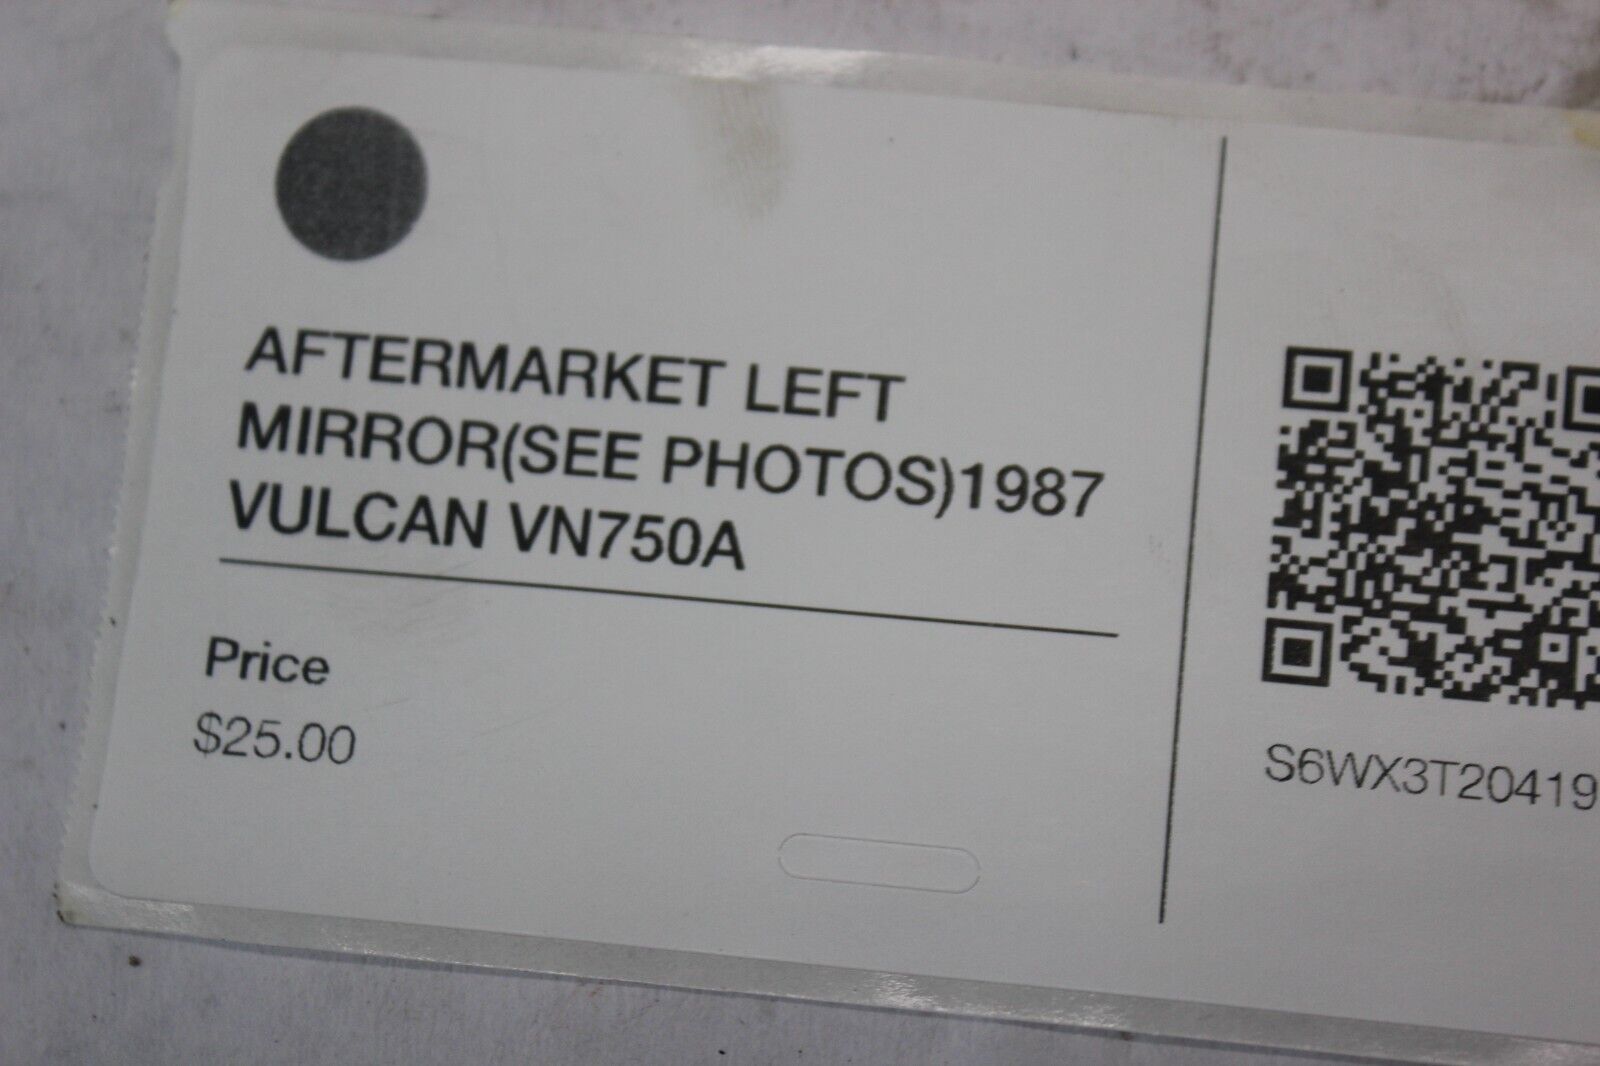 AFTERMARKET LEFT
MIRROR(SEE PHOTOS)1987
VULCAN VN750A
Price
$25.00
S6WX3T20419